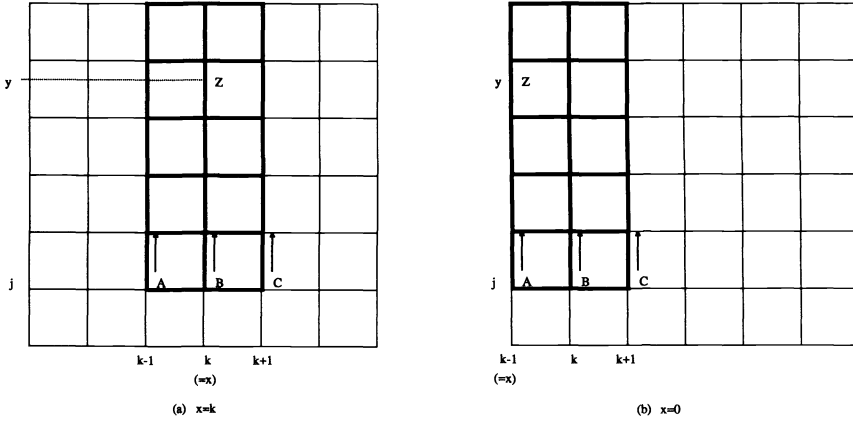 y Z
j A B C
k-1 k k+1
(=x)
(a) x=k
y Z
j A B C
k-1 k k+1
(=x)
(b) x=0